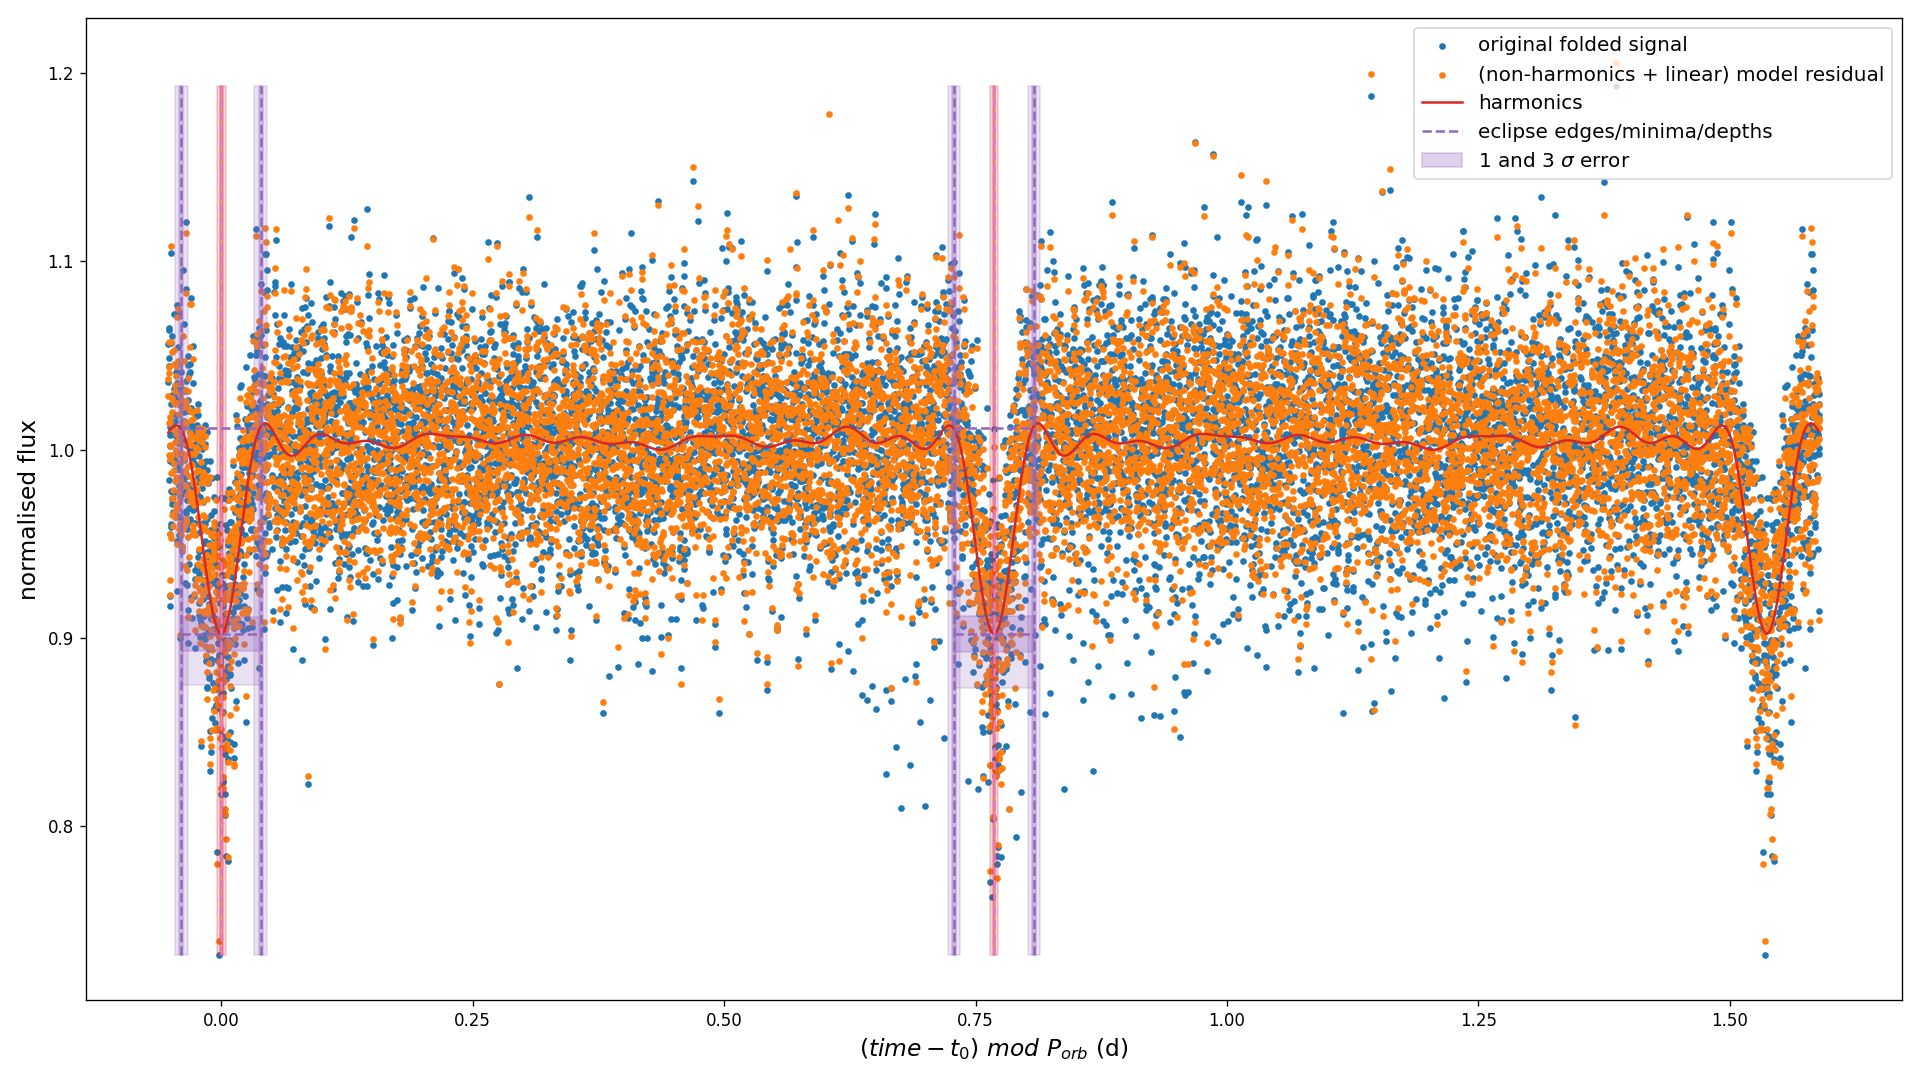 original folded signal
(non-harmonics + linear) model residual
harmonics
eclipse edges/minima/depths
1 and 3 σ error
normalised flux
1.2
1.1
1.0
0.9
0.8
0.00 0.25 0.50 0.75 1.00 1.25 1.50
(time − t₀) mod Pₒᵣb (d)